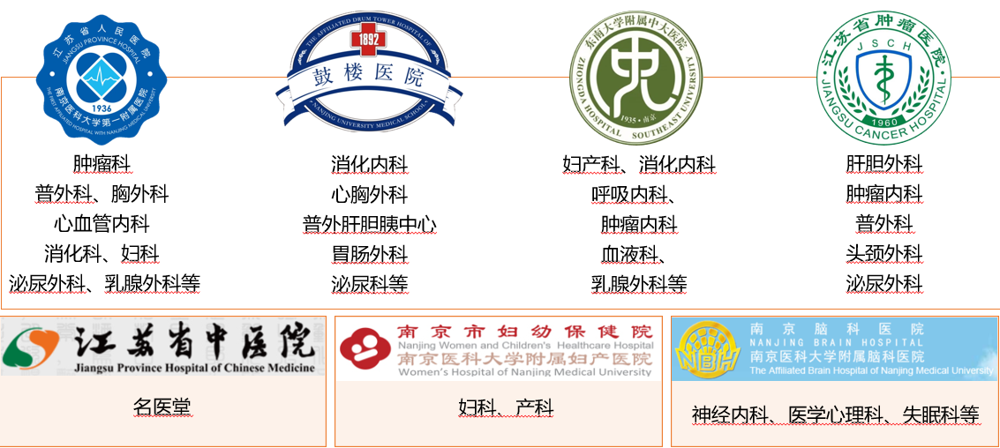 江苏省人民医院
JIANGSU PROVINCE HOSPITAL
1936
南京医科大学第一附属医院
THE FIRST AFFILIATED HOSPITAL WITH NANJING MEDICAL UNIVERSITY
肿瘤科
普外科、胸外科
心血管内科
消化科、妇科
泌尿外科、乳腺外科等
THE AFFILIATED DRUM TOWER HOSPITAL OF
1892
鼓楼医院
NANJING UNIVERSITY MEDICAL SCHOOL
消化内科
心胸外科
普外肝胆胰中心
胃肠外科
泌尿科等
东南大学附属中大医院
1935·南京
ZHONGDA HOSPITAL SOUTHEAST UNIVERSITY
妇产科、消化内科
呼吸内科、
肿瘤内科
血液科、
乳腺外科等
江苏省肿瘤医院
JSCH
1960
JIANGSU CANCER HOSPITAL
肝胆外科
肿瘤内科
普外科
头颈外科
泌尿外科
江苏省中医院
Jiangsu Province Hospital of Chinese Medicine
名医堂
南京市妇幼保健院
Nanjing Women and Children's Healthcare Hospital
南京医科大学附属妇产医院
Women's Hospital of Nanjing Medical University
妇科、产科
NBH
南京脑科医院
NANJING BRAIN HOSPITAL
南京医科大学附属脑科医院
The Affiliated Brain Hospital of Nanjing Medical University
神经内科、医学心理科、失眠科等